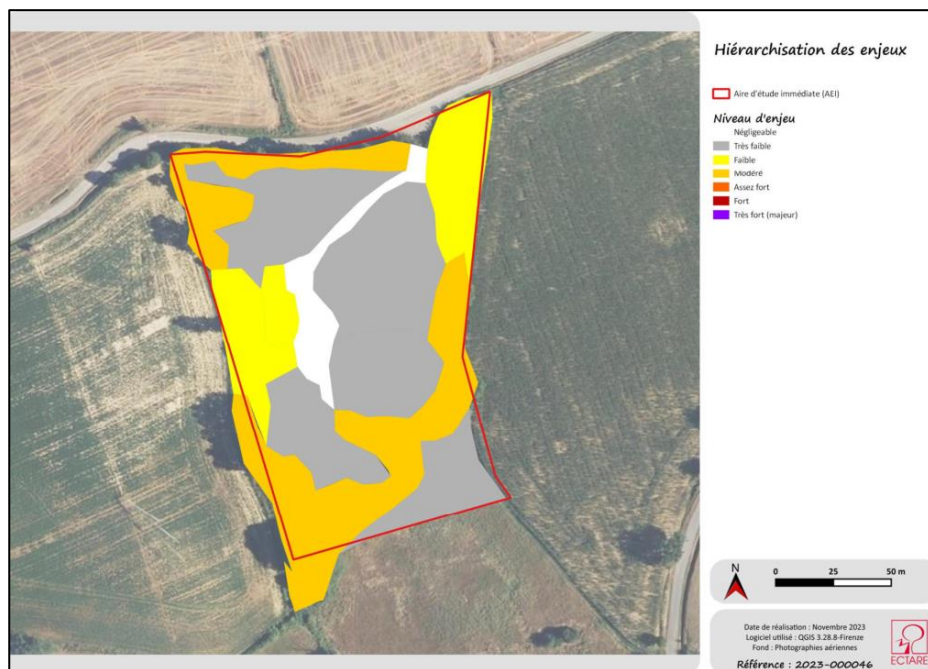 Hiérarchisation des enjeux
Aire d'étude immédiate (AEI)
Niveau d'enjeu
Négligeable
Très faible
Faible
Modéré
Assez fort
Fort
Très fort (majeur)
N
0 25 50 m
Date de réalisation : Novembre 2023
Logiciel utilisé : QGIS 3.28.8-Firenze
Fond : Photographies aériennes
Référence : 2023-000046
ECTARE